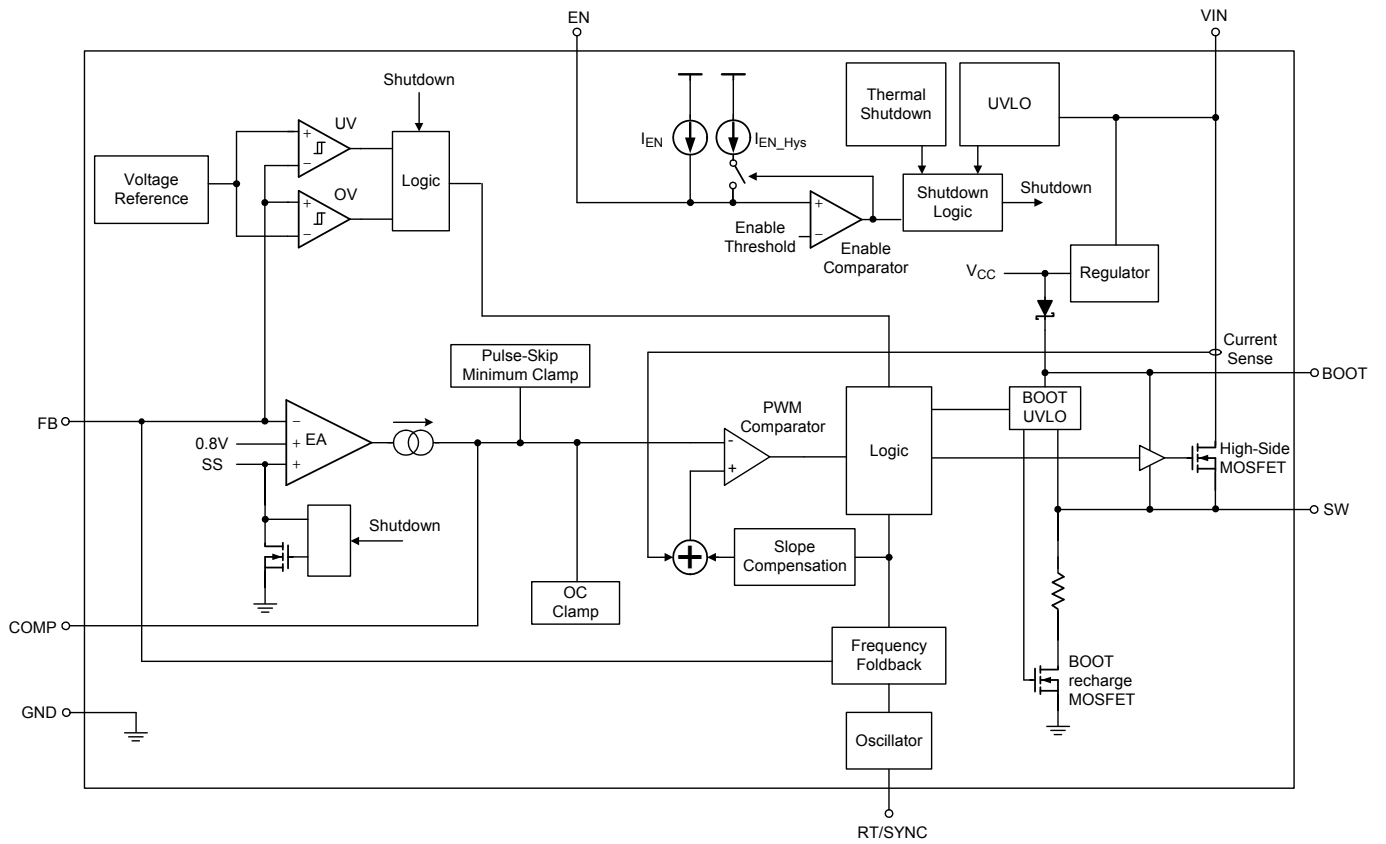 EN
VIN
Shutdown
UV
OV
Voltage
Reference
Logic
I_EN
I_EN_Hys
Thermal
Shutdown
UVLO
Shutdown
Logic
Shutdown
+
−
+
−
+
−
Enable
Threshold
Enable
Comparator
VCC
Regulator
Current
Sense
BOOT
Pulse-Skip
Minimum Clamp
BOOT
UVLO
FB
−
+
+
EA
0.8V
SS
PWM
Comparator
-
+
Logic
High-Side
MOSFET
SW
Shutdown
+
Slope
Compensation
OC
Clamp
COMP
Frequency
Foldback
BOOT
recharge
MOSFET
GND
Oscillator
RT/SYNC